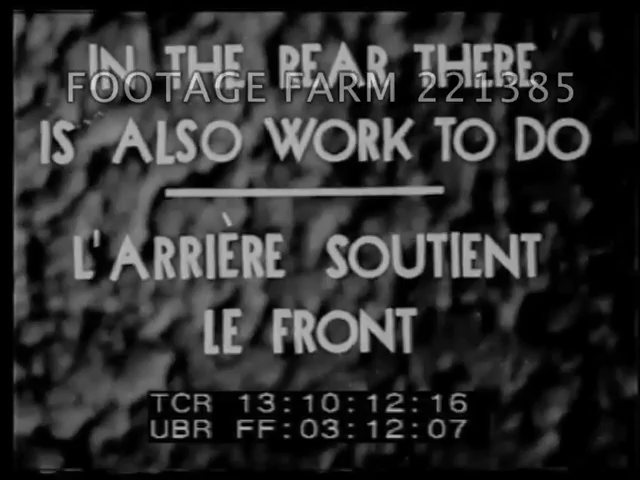 IN THE REAR THERE
FOOTAGE FARM 221385
IS ALSO WORK TO DO
L'ARRIÈRE SOUTIENT
LE FRONT
TCR 13:10:12:16
UBR FF:03:12:07